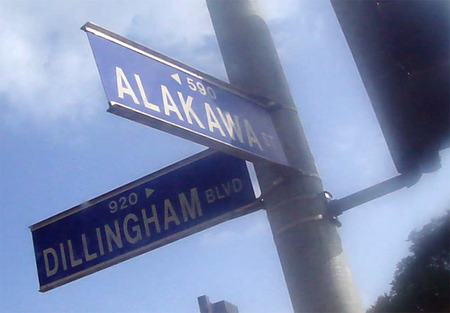 ◄ 590
ALAKAWA ST
920 ►
DILLINGHAM BLVD